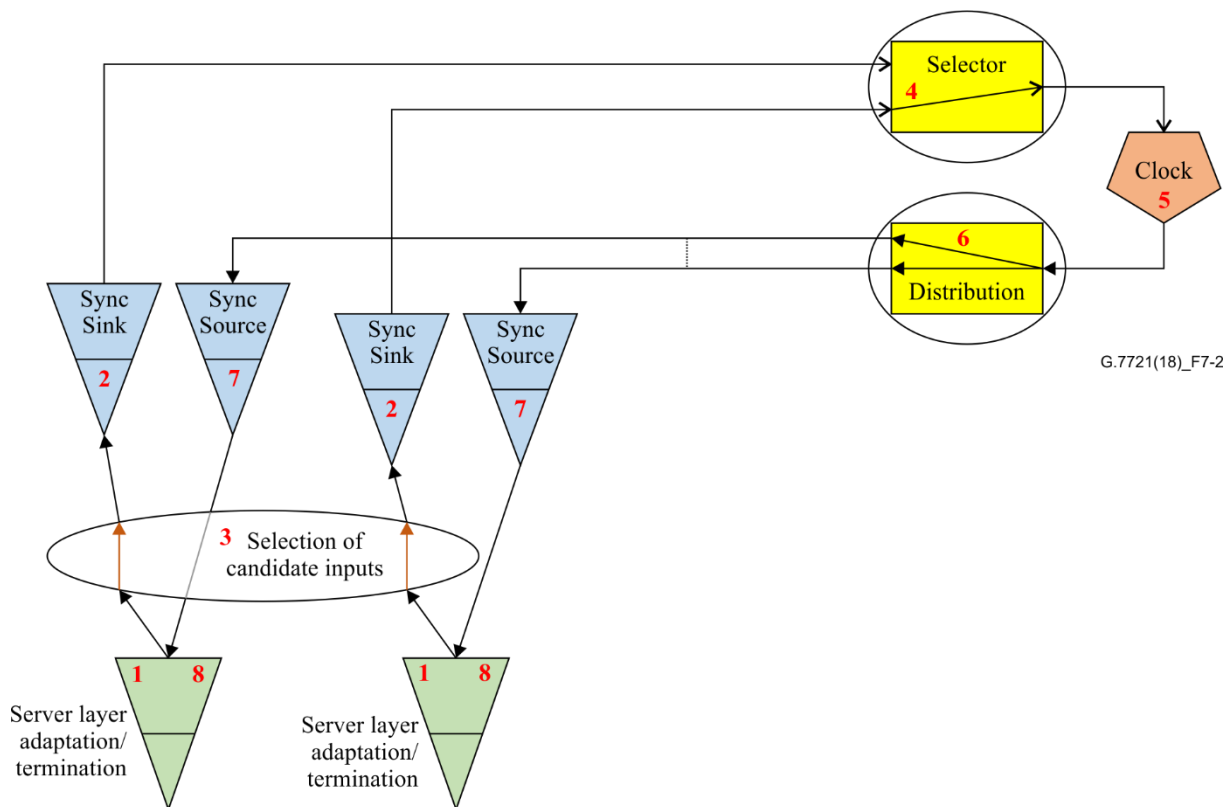 Selector
4
Clock
5
6
Distribution
G.7721(18)_F7-2
Sync
Sink
2
Sync
Source
7
Sync
Sink
2
Sync
Source
7
3 Selection of
candidate inputs
1 8
Server layer
adaptation/
termination
1 8
Server layer
adaptation/
termination